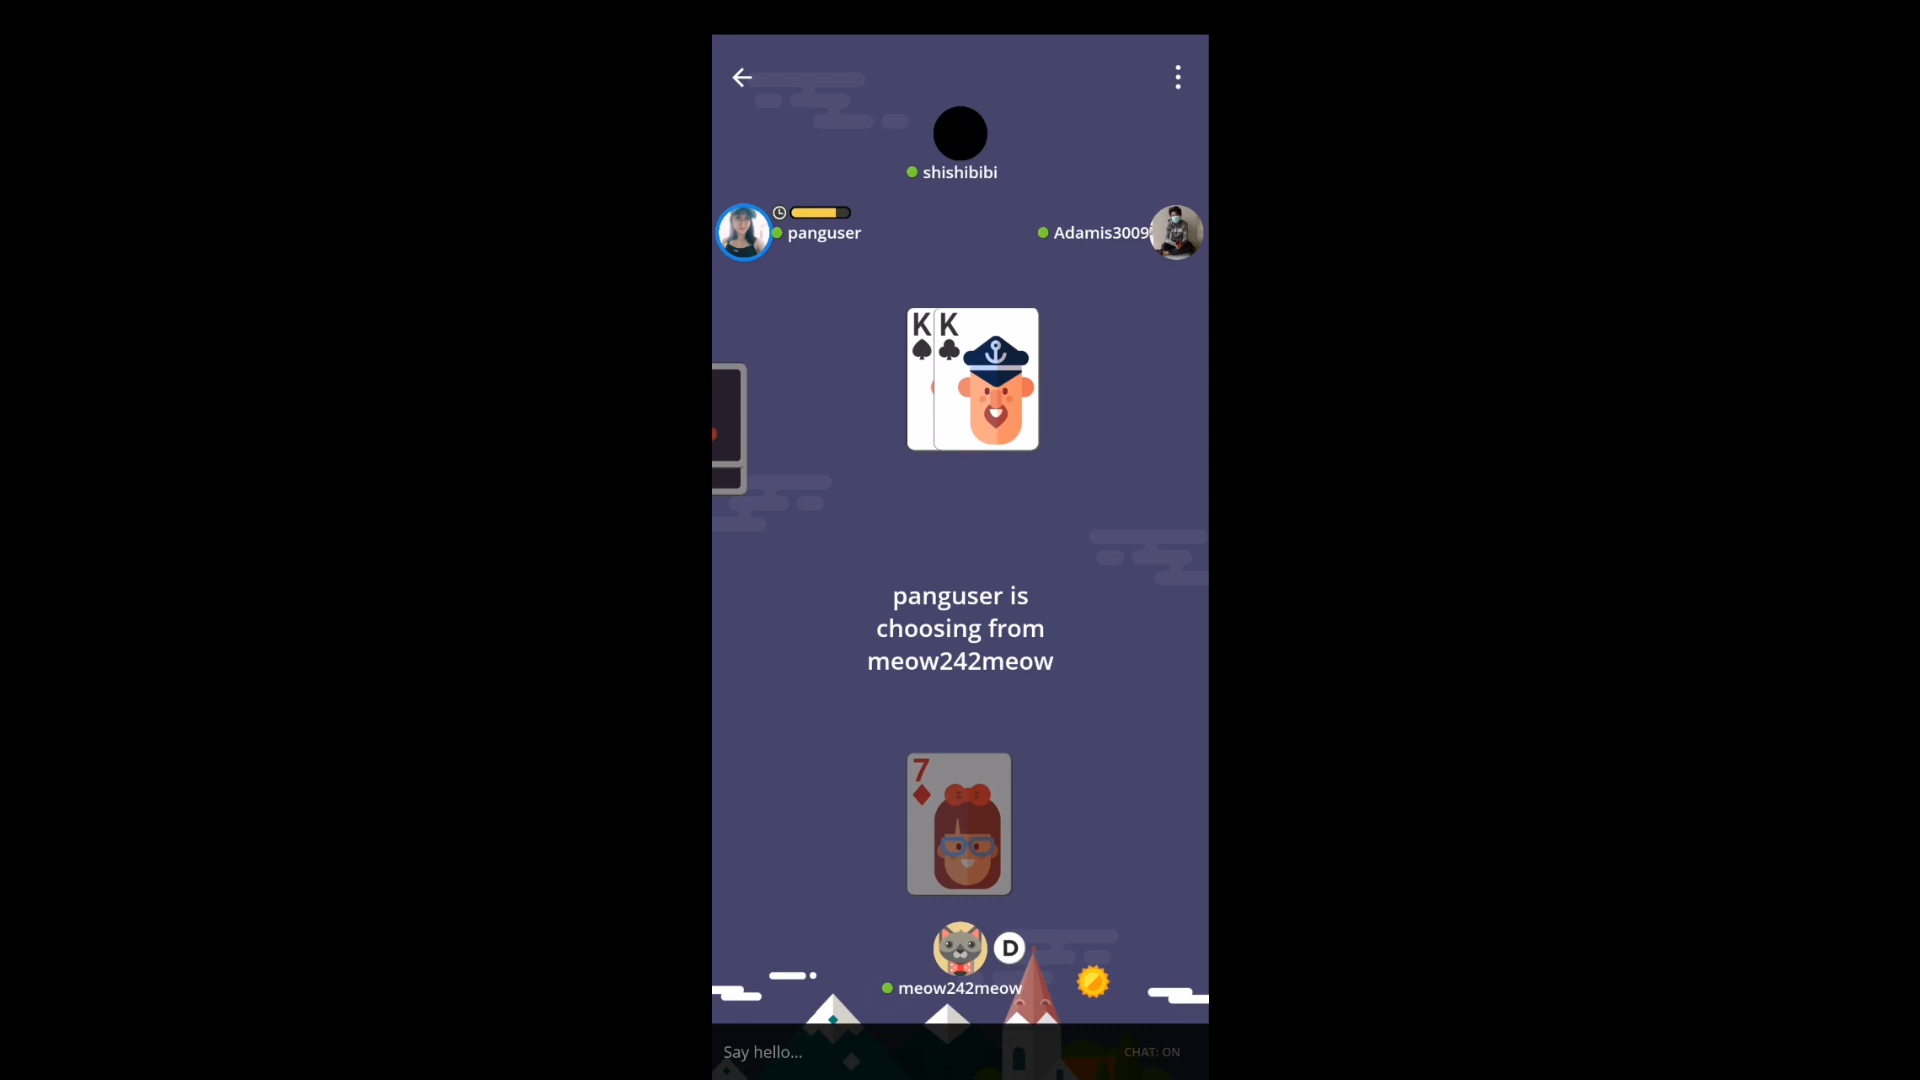 shishibibi
panguser
Adamis3009
K K
panguser is
choosing from
meow242meow
7
D
meow242meow
Say hello...
CHAT: ON